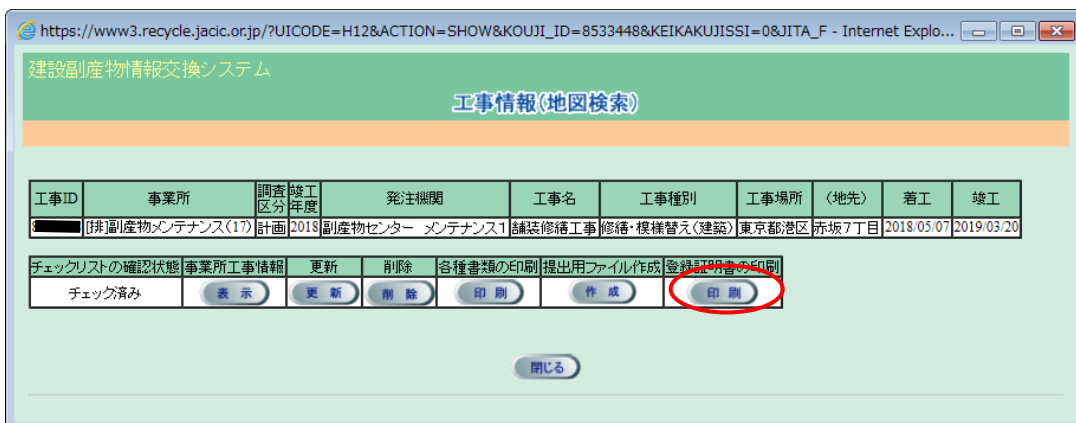 https://www3.recycle.jacic.or.jp/?UICODE=H12&ACTION=SHOW&KOUJI_ID=8533448&KEIKAKUJISSI=0&JITA_F - Internet Explo...
建設副産物情報交換システム
工事情報(地図検索)
工事ID 事業所 調査区分 竣工年度 発注機関 工事名 工事種別 工事場所 (地先) 着工 竣工
[排]副産物メンテナンス(17) 計画 2018 副産物センター メンテナンス1 舗装修繕工事 修繕・模様替え(建築) 東京都港区 赤坂7丁目 2018/05/07 2019/03/20
チェックリストの確認状態 事業所工事情報 更新 削除 各種書類の印刷 提出用ファイル作成 登録証明書の印刷
チェック済み 表示 更新 削除 印刷 作成 印刷
閉じる